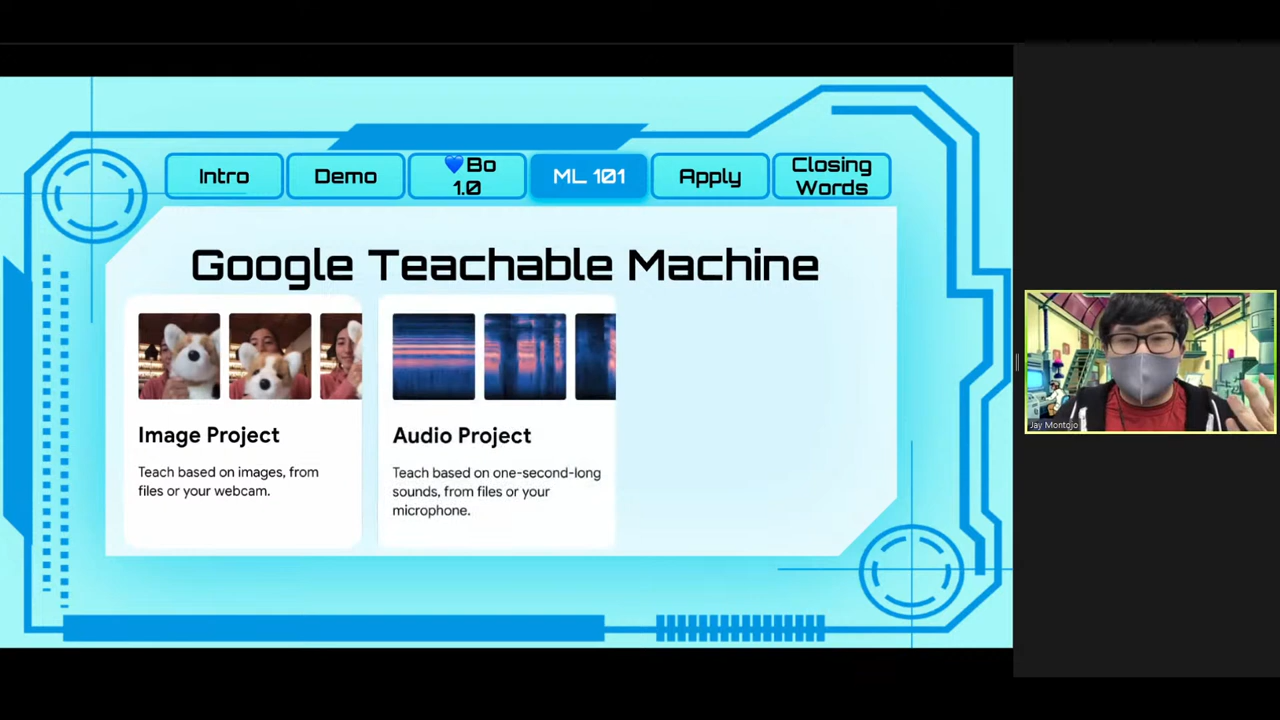 Intro
Demo
💙Bo
1.0
ML 101
Apply
Closing
Words
Google Teachable Machine
Image Project
Teach based on images, from
files or your webcam.
Audio Project
Teach based on one-second-long
sounds, from files or your
microphone.
Jay Montojo